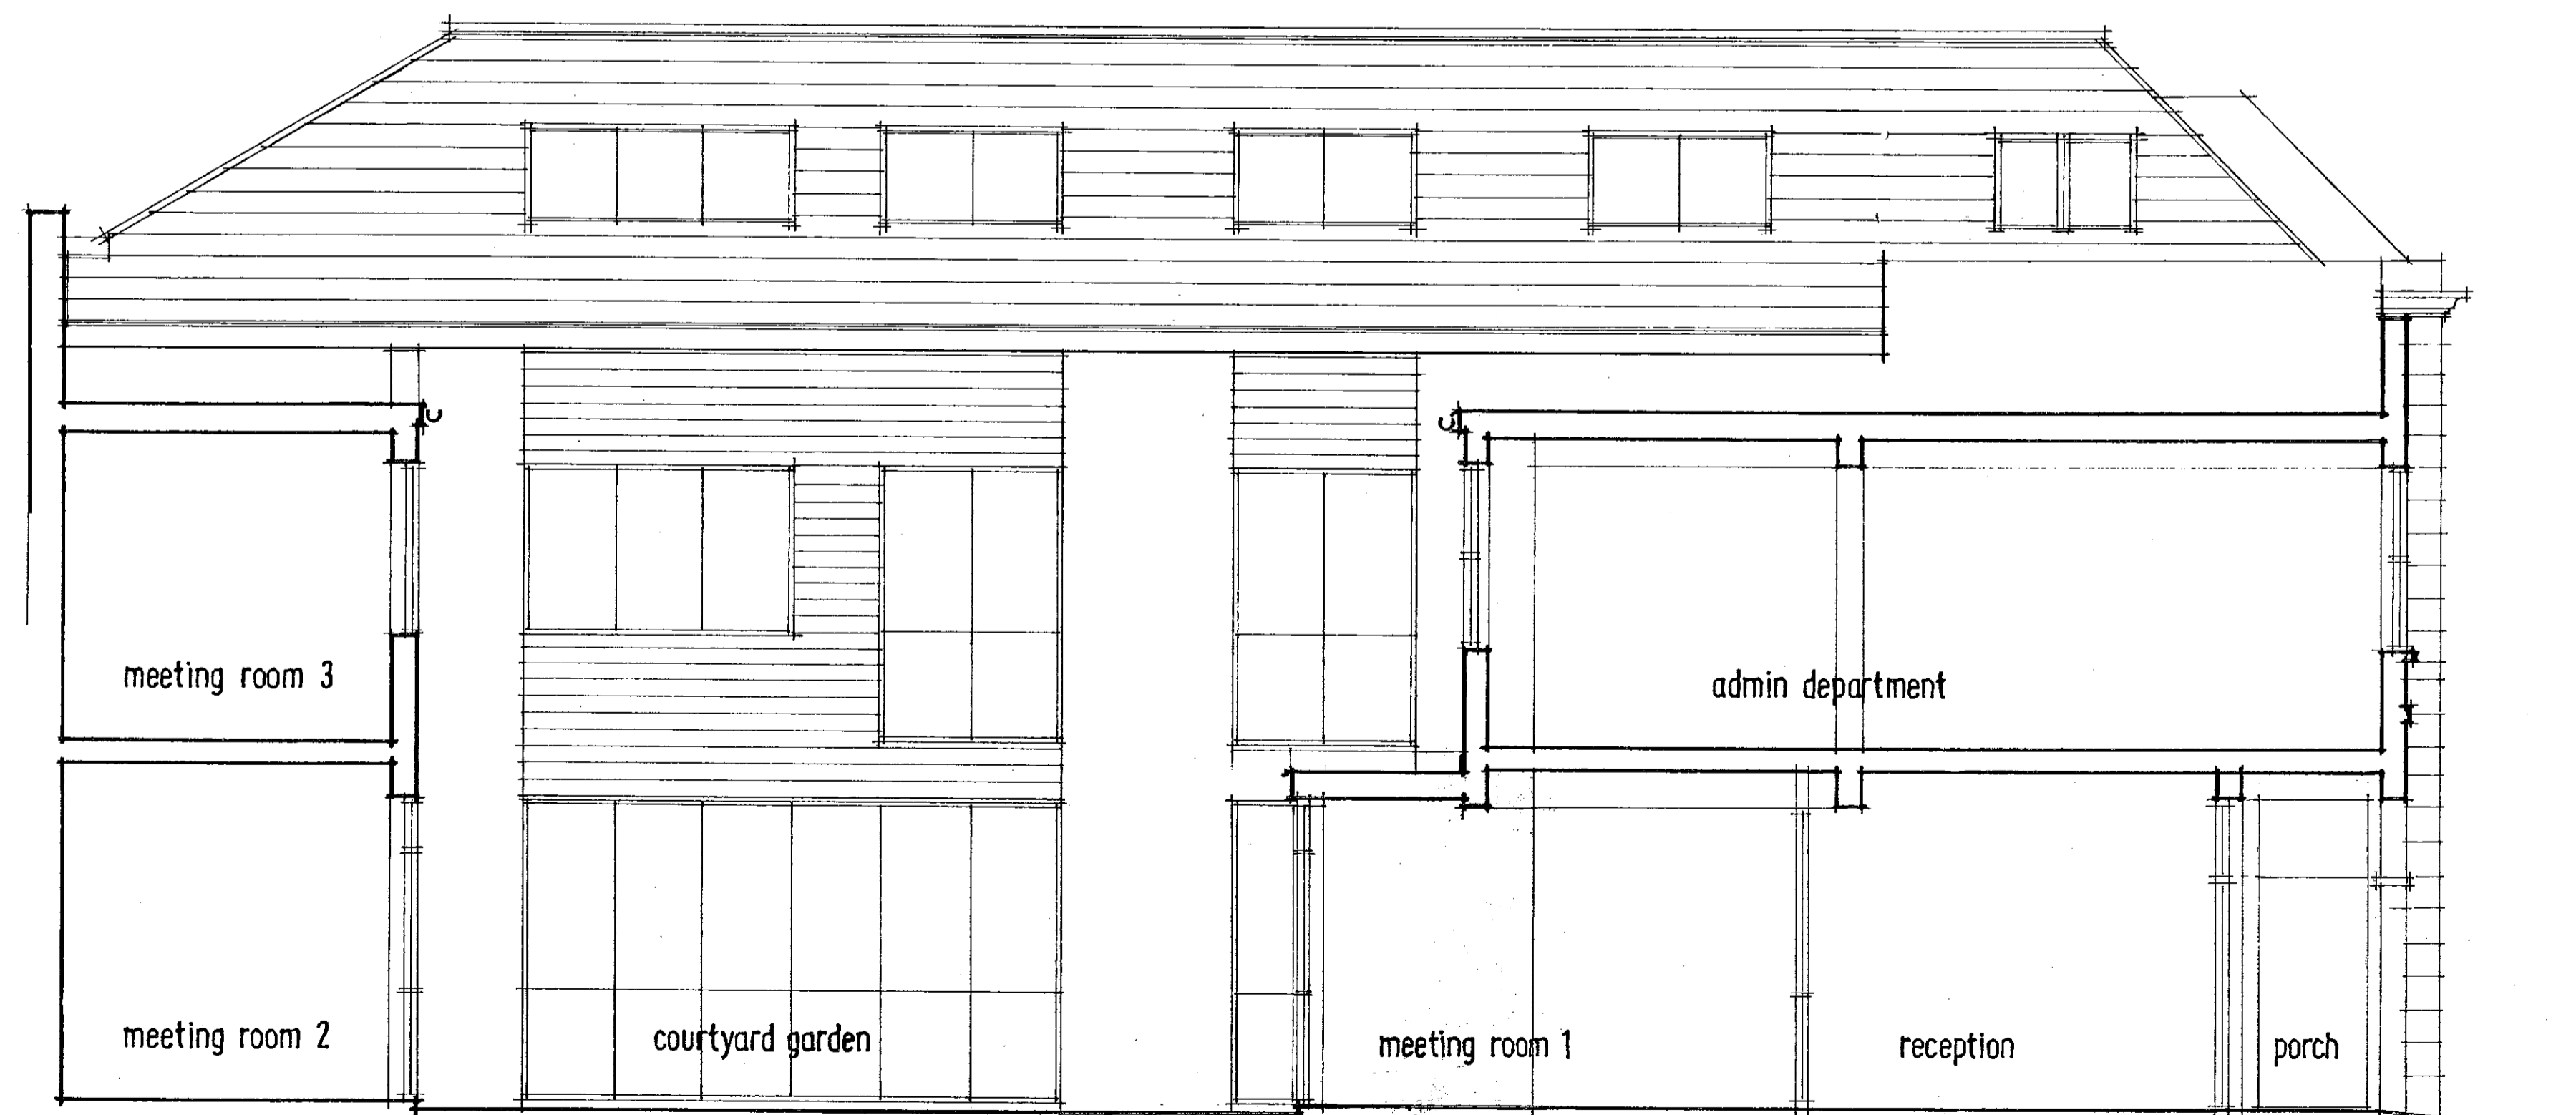 meeting room 3
admin department
meeting room 2
courtyard garden
meeting room 1
reception
porch